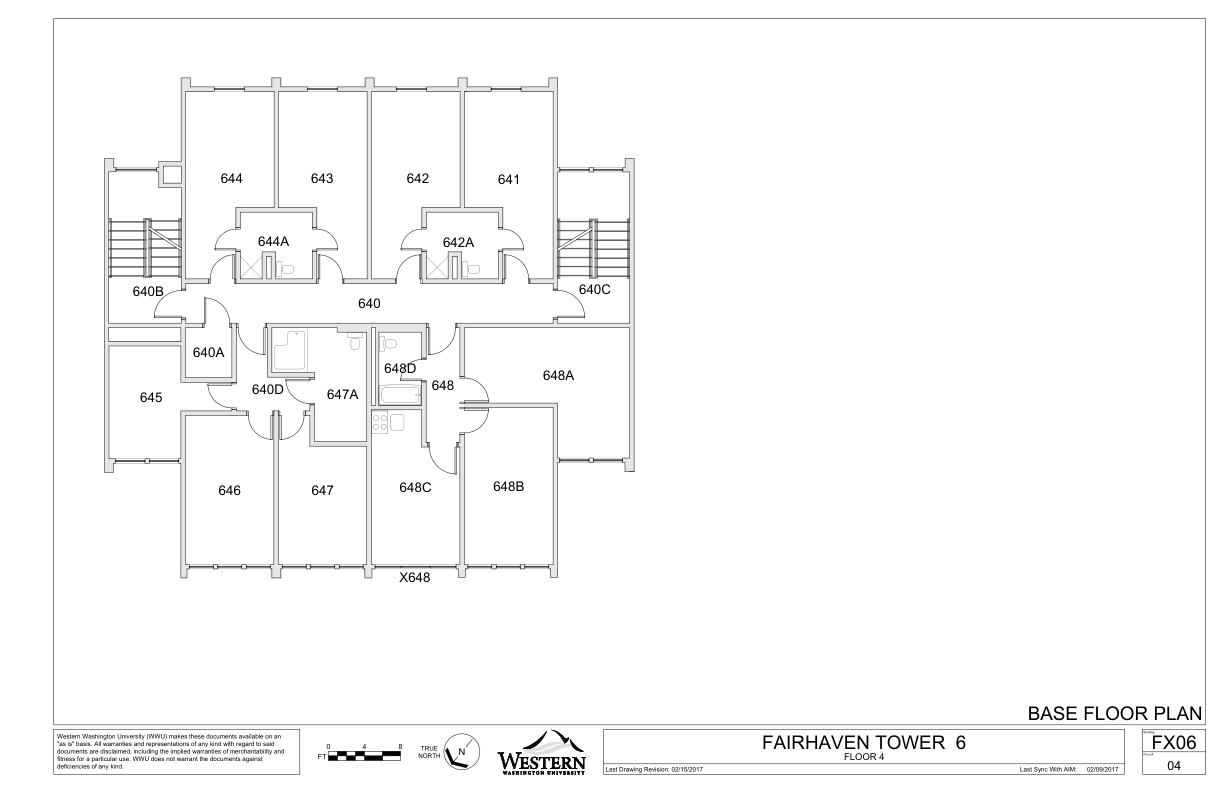 644
643
642
641
644A
642A
640B
640C
640
640A
648D
648A
640D
648
645
647A
646
647
648C
648B
X648
BASE FLOOR PLAN
Western Washington University (WWU) makes these documents available on an
"as is" basis. All warranties and representations of any kind with regard to said
documents are disclaimed, including the implied warranties of merchantability and
fitness for a particular use. WWU does not warrant the documents against
deficiencies of any kind.
0 4 8
FT
TRUE
NORTH
N
WESTERN
WASHINGTON UNIVERSITY
FAIRHAVEN TOWER 6
FLOOR 4
Last Drawing Revision: 02/15/2017
Last Sync With AIM: 02/09/2017
FX06
04